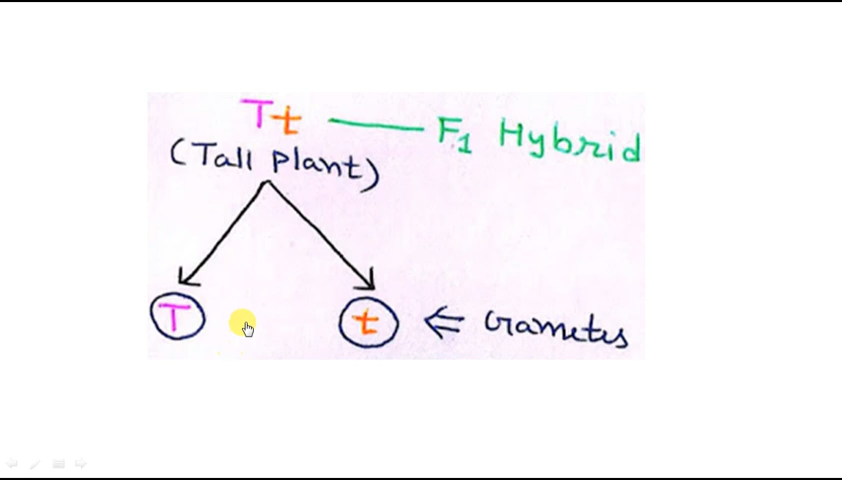 Tt — F1 Hybrid
(Tall Plant)
T t ⇐ Gametes